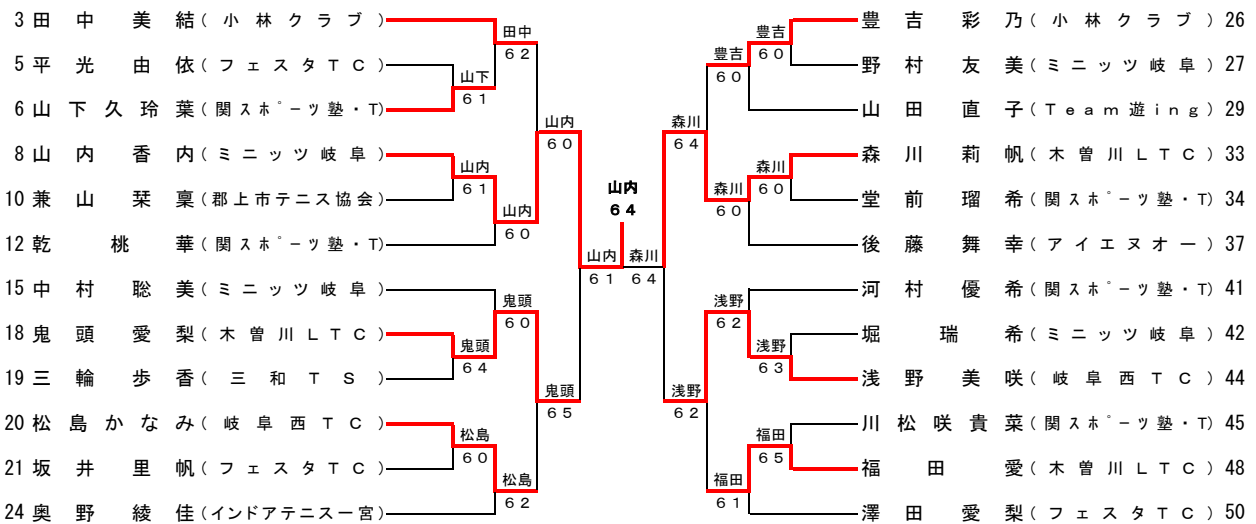 3 田中美結(小林クラブ)
5 平光由依(フェスタTC)
6 山下久玲葉(関スポーツ塾・T)
8 山内香内(ミニッツ岐阜)
10 兼山栞稟(郡上市テニス協会)
12 乾桃華(関スポーツ塾・T)
15 中村聡美(ミニッツ岐阜)
18 鬼頭愛梨(木曽川LTC)
19 三輪歩香(三和TS)
20 松島かなみ(岐阜西TC)
21 坂井里帆(フェスタTC)
24 奥野綾佳(インドアテニス一宮)
田中
62
山下
61
山内
61
山内
60
山内
60
鬼頭
60
鬼頭
64
鬼頭
65
松島
60
松島
62
山内
61
山内
64
森川
64
森川
64
豊吉
60
豊吉
60
森川
60
森川
60
浅野
62
浅野
63
浅野
62
福田
65
福田
61
豊吉彩乃(小林クラブ) 26
野村友美(ミニッツ岐阜) 27
山田直子(Team遊ing) 29
森川莉帆(木曽川LTC) 33
堂前瑠希(関スポーツ塾・T) 34
後藤舞幸(アイエヌオー) 37
河村優希(関スポーツ塾・T) 41
堀瑞希(ミニッツ岐阜) 42
浅野美咲(岐阜西TC) 44
川松咲貴菜(関スポーツ塾・T) 45
福田愛(木曽川LTC) 48
澤田愛梨(フェスタTC) 50